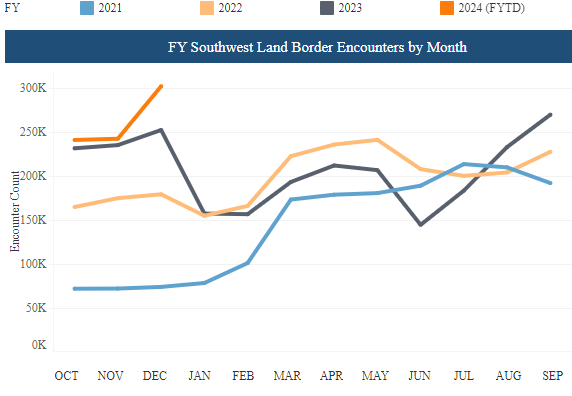 FY 2021 2022 2023 2024 (FYTD)
FY Southwest Land Border Encounters by Month
300K
250K
200K
150K
100K
50K
0K
Encounter Count
OCT NOV DEC JAN FEB MAR APR MAY JUN JUL AUG SEP